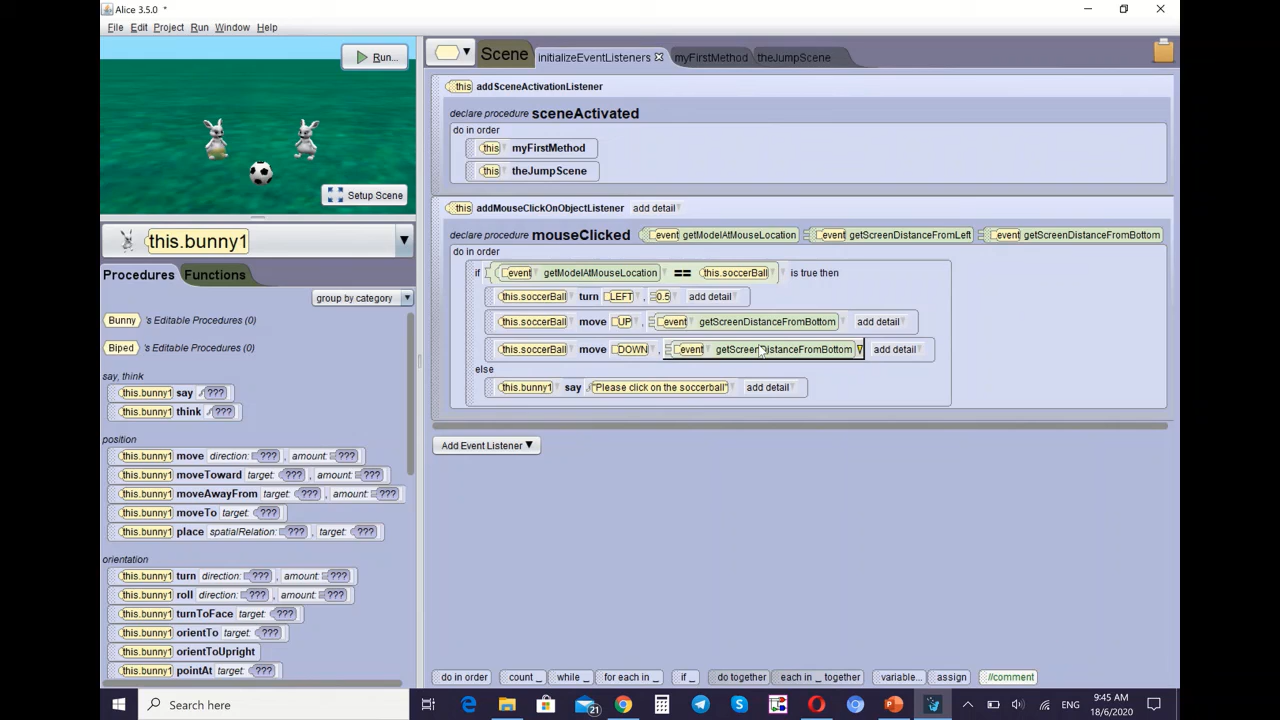 Alice 3.5.0 *
File Edit Project Run Window Help
Run...
Setup Scene
this.bunny1
Procedures Functions
group by category
Bunny 's Editable Procedures (0)
Biped 's Editable Procedures (0)
say, think
this.bunny1 say ???
this.bunny1 think ???
position
this.bunny1 move direction: ??? , amount: ???
this.bunny1 moveToward target: ??? , amount: ???
this.bunny1 moveAwayFrom target: ??? , amount: ???
this.bunny1 moveTo target: ???
this.bunny1 place spatialRelation: ??? , target: ???
orientation
this.bunny1 turn direction: ??? , amount: ???
this.bunny1 roll direction: ??? , amount: ???
this.bunny1 turnToFace target: ???
this.bunny1 orientTo target: ???
this.bunny1 orientToUpright
this.bunny1 pointAt target: ???
Scene initializeEventListeners myFirstMethod theJumpScene
this addSceneActivationListener
declare procedure sceneActivated
do in order
this myFirstMethod
this theJumpScene
this addMouseClickOnObjectListener add detail
declare procedure mouseClicked event getModelAtMouseLocation event getScreenDistanceFromLeft event getScreenDistanceFromBottom
do in order
if event getModelAtMouseLocation == this.soccerBall is true then
this.soccerBall turn LEFT , 0.5 add detail
this.soccerBall move UP , event getScreenDistanceFromBottom add detail
this.soccerBall move DOWN , event getScreenDistanceFromBottom add detail
else
this.bunny1 say "Please click on the soccerball" add detail
Add Event Listener
do in order count _ while _ for each in _ if _ do together each in _ together variable... assign //comment
Type here to search
21
ENG
9:45 AM
18/6/2020